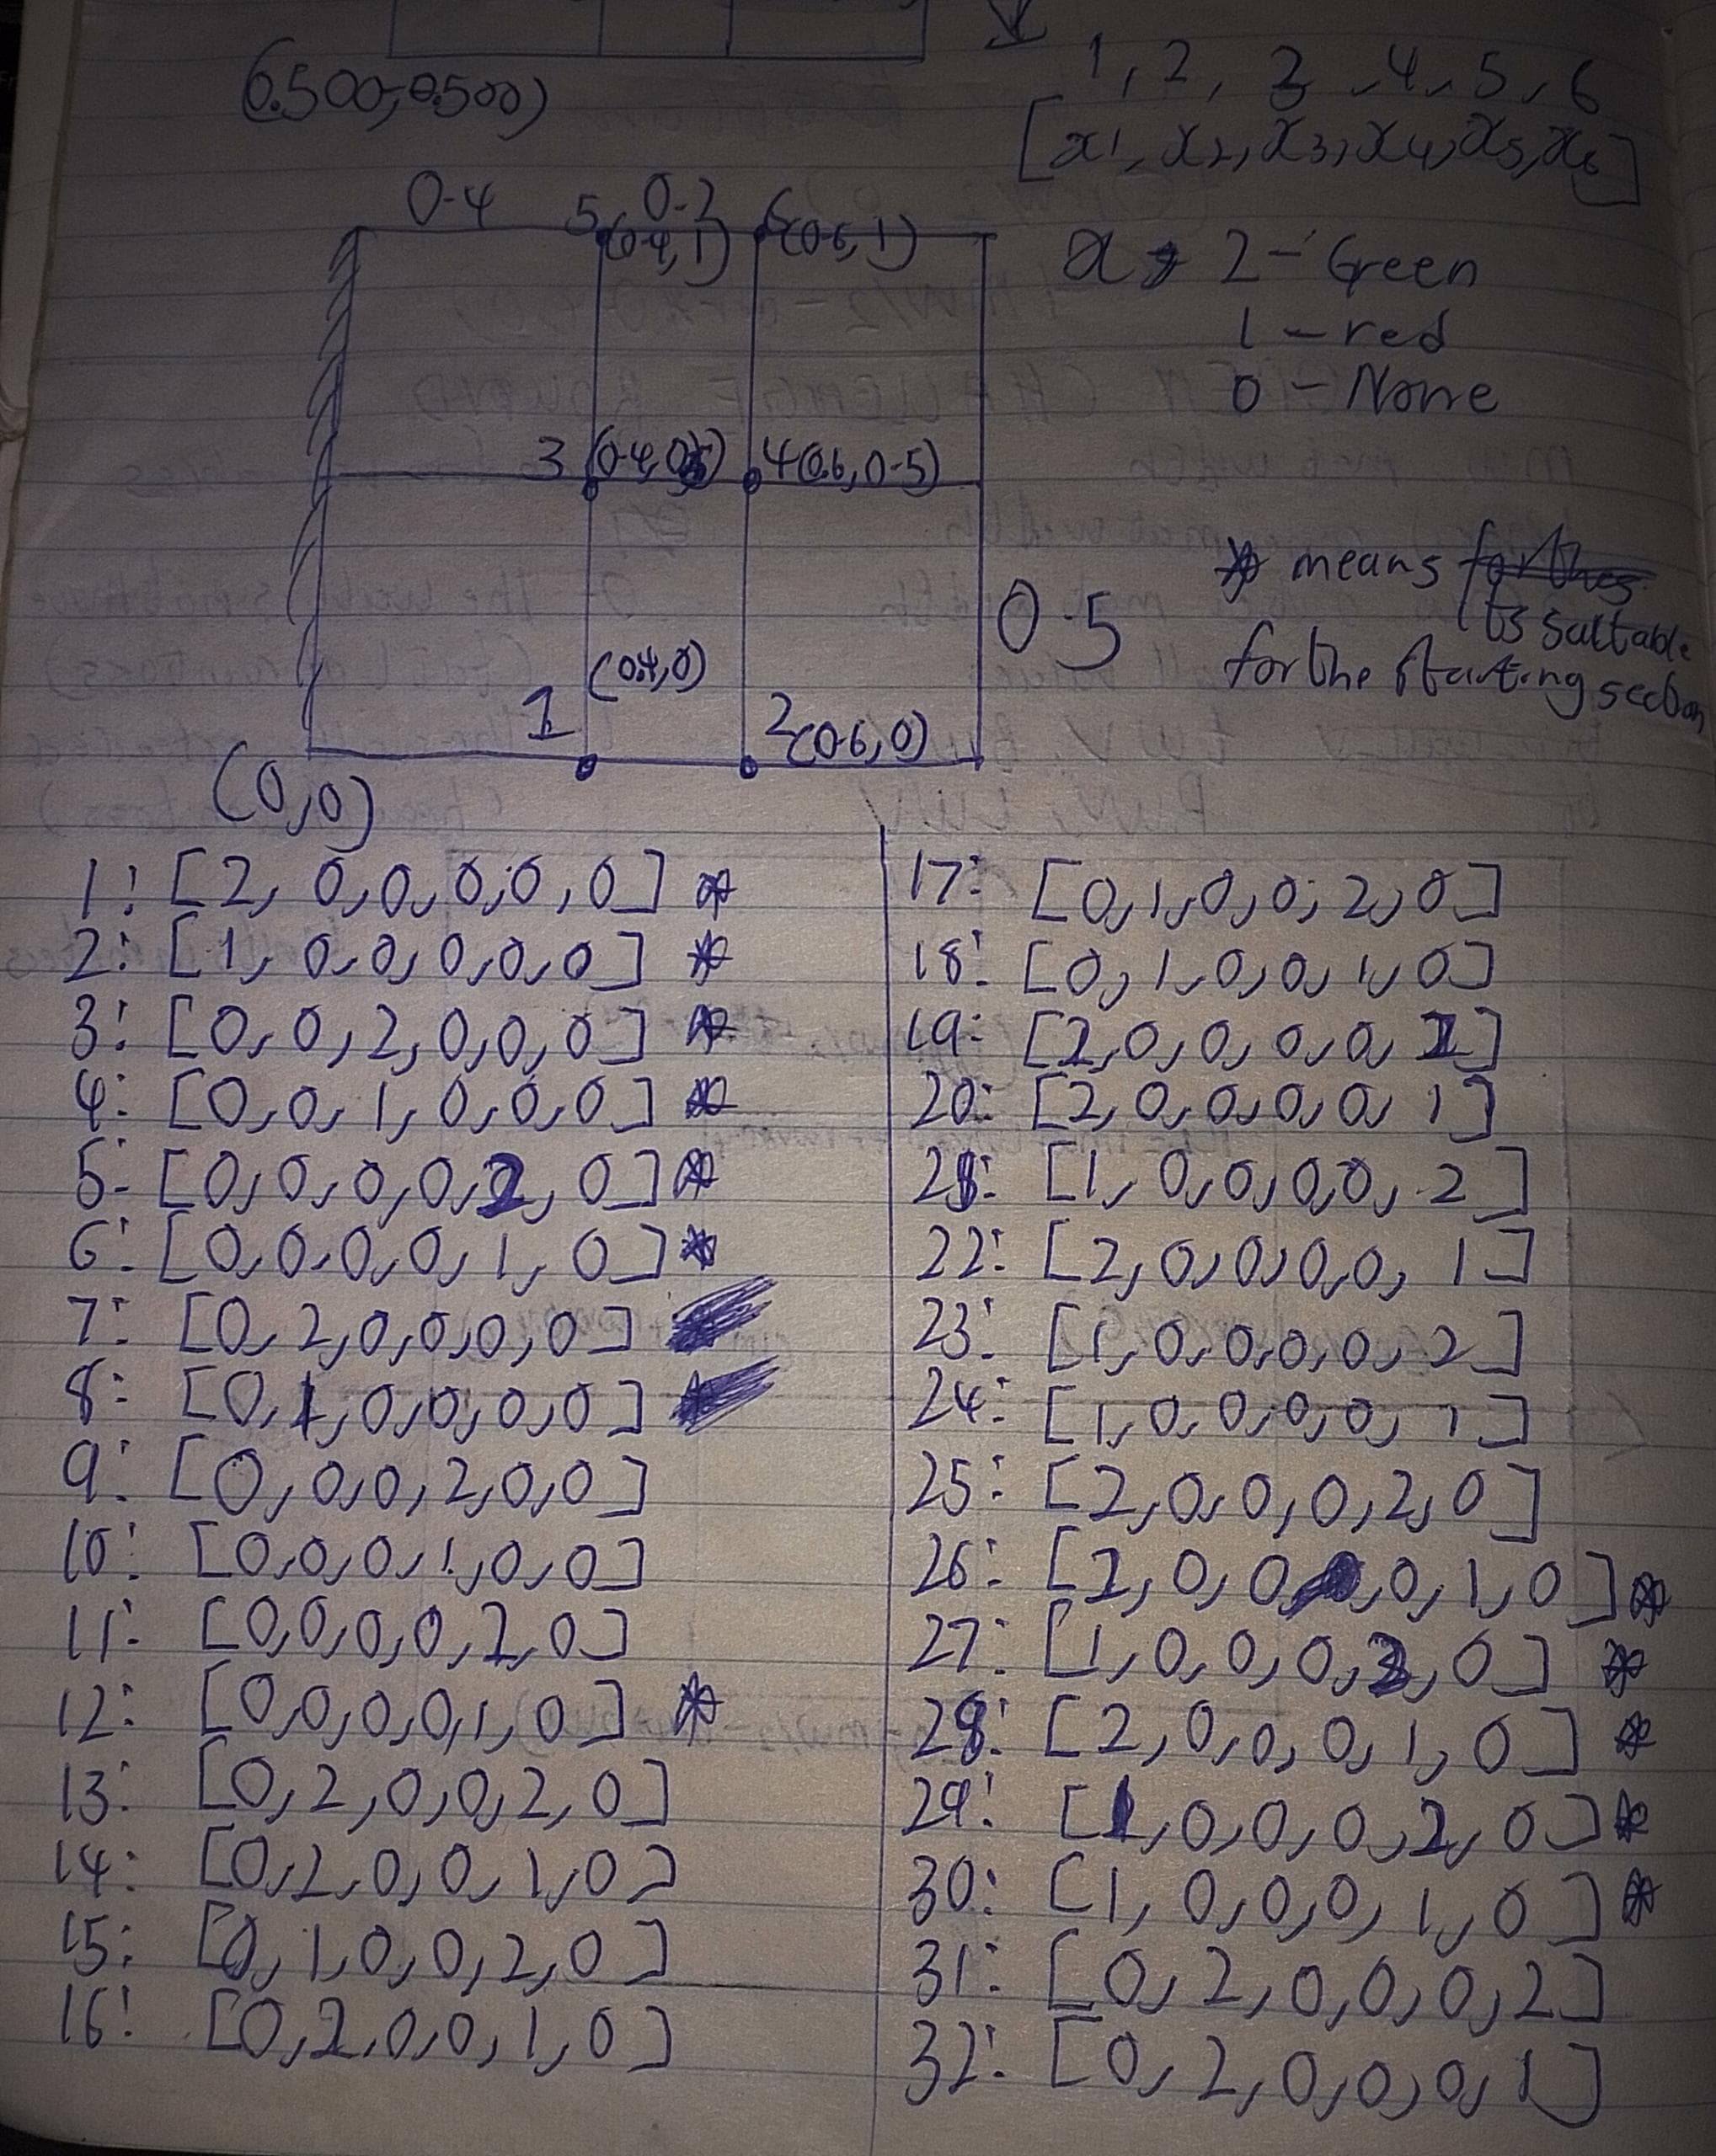 (0.500,0.500)
1, 2, 3, 4, 5, 6
[x1, x2, x3, x4, x5, x6]
0.4
5
0.2
6
(0.4,1)
(0.6,1)
x 2 - Green
1 - red
0 - None
3
(0.4,0.5)
4(0.6,0.5)
* means
Is suitable
for the starting section
0.5
(0.4,0)
1
2(0.6,0)
(0,0)
1: [2, 0,0,0,0,0] *
2: [1, 0,0,0,0,0] *
3: [0,0,2,0,0,0] *
4: [0,0,1,0,0,0] *
5: [0,0,0,0,2,0] *
6: [0,0,0,0,1,0] *
7: [0,2,0,0,0,0]
8: [0,1,0,0,0,0]
9: [0,0,0,2,0,0]
10: [0,0,0,1,0,0]
11: [0,0,0,0,2,0]
12: [0,0,0,0,1,0] *
13: [0,2,0,0,2,0]
14: [0,2,0,0,1,0]
15: [0,1,0,0,2,0]
16: [0,2,0,0,1,0]
17: [0,1,0,0,2,0]
18: [0,1,0,0,1,0]
19: [2,0,0,0,0,2]
20: [2,0,0,0,0,1]
21: [1,0,0,0,0,2]
22: [2,0,0,0,0,1]
23: [1,0,0,0,0,2]
24: [1,0,0,0,0,1]
25: [2,0,0,0,2,0]
26: [2,0,0,0,1,0] *
27: [1,0,0,0,2,0] *
28: [2,0,0,0,1,0] *
29: [1,0,0,0,2,0] *
30: [1,0,0,0,1,0] *
31: [0,2,0,0,0,2]
32: [0,2,0,0,0,1]